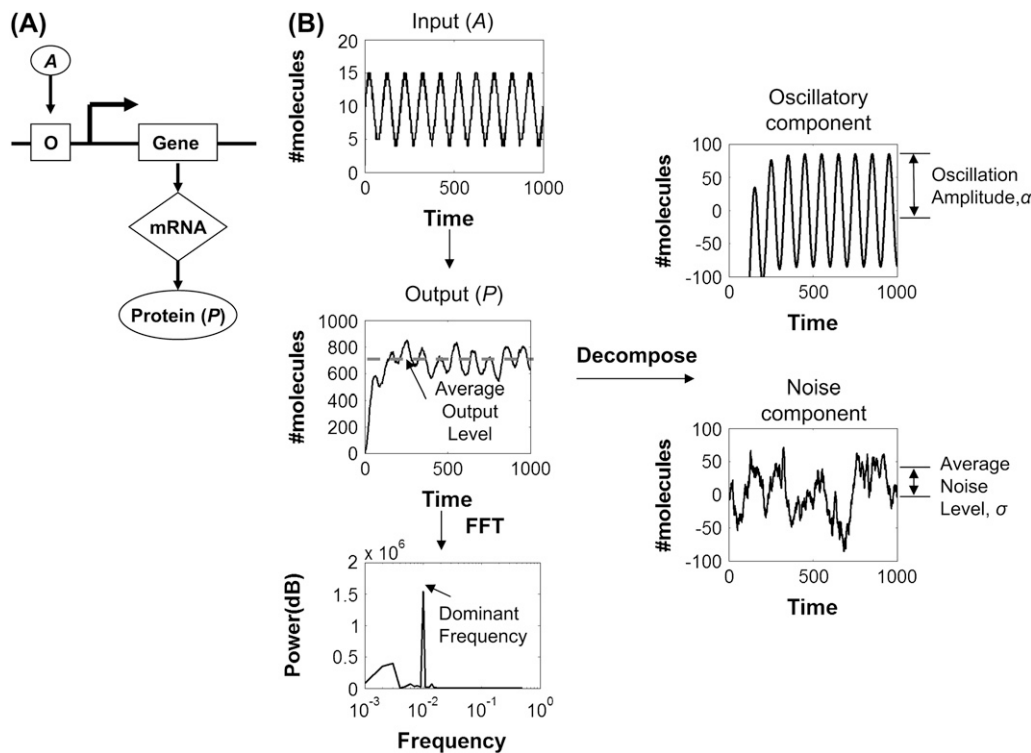 (A)
A
O
Gene
mRNA
Protein (P)
(B)
Input (A)
#molecules
20
15
10
5
0
0 500 1000
Time
Output (P)
#molecules
1000
800
600
400
200
0
Average
Output
Level
0 500 1000
Time
FFT
Power(dB)
2 x 10^6
1.5
1
0.5
0
Dominant
Frequency
10^-3 10^-2 10^-1 10^0
Frequency
Decompose
Oscillatory
component
#molecules
100
50
0
-50
-100
0 500 1000
Time
Oscillation
Amplitude,α
Noise
component
#molecules
100
50
0
-50
-100
0 500 1000
Time
Average
Noise
Level, σ